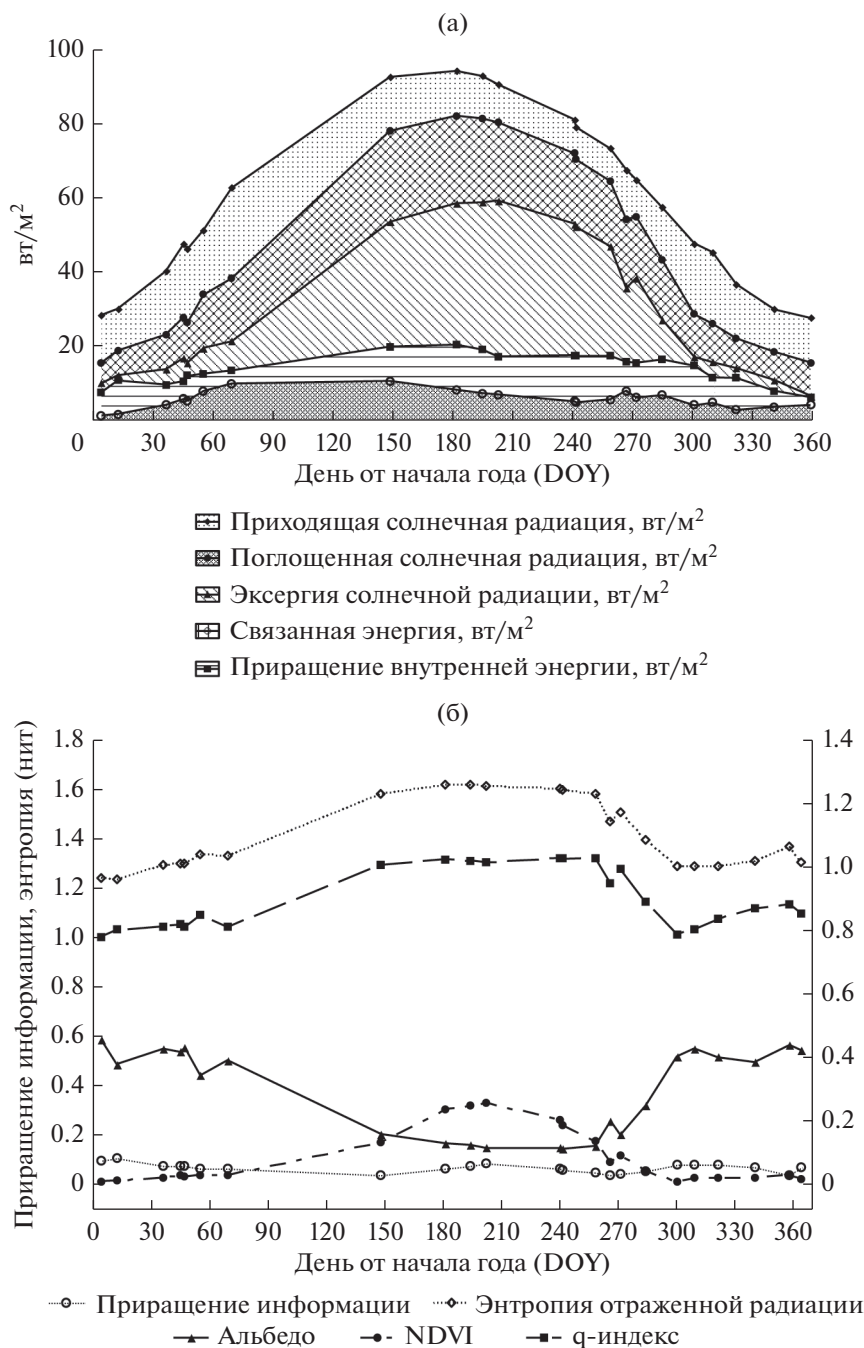 (а)
100
80
60
40
20
0
вт/м²
0 30 60 90 120 150 180 210 240 270 300 330 360
День от начала года (DOY)
Приходящая солнечная радиация, вт/м²
Поглощенная солнечная радиация, вт/м²
Эксергия солнечной радиации, вт/м²
Связанная энергия, вт/м²
Приращение внутренней энергии, вт/м²
(б)
Приращение информации, энтропия (нит)
1.8
1.6
1.4
1.2
1.0
0.8
0.6
0.4
0.2
0
1.4
1.2
1.0
0.8
0.6
0.4
0.2
0
0 30 60 90 120 150 180 210 240 270 300 330 360
День от начала года (DOY)
Приращение информации Энтропия отраженной радиации
Альбедо NDVI q-индекс